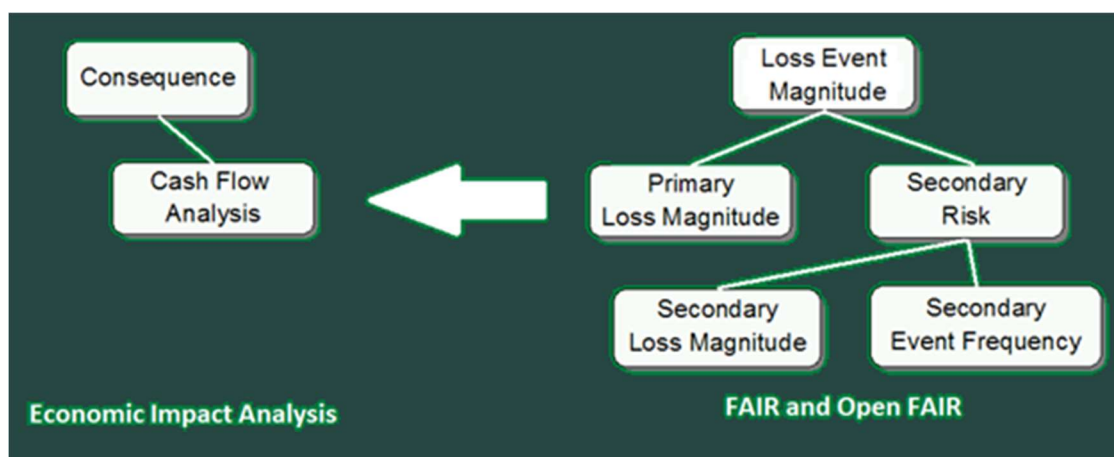 Consequence
Cash Flow
Analysis
Economic Impact Analysis
Loss Event
Magnitude
Primary
Loss Magnitude
Secondary
Risk
Secondary
Loss Magnitude
Secondary
Event Frequency
FAIR and Open FAIR